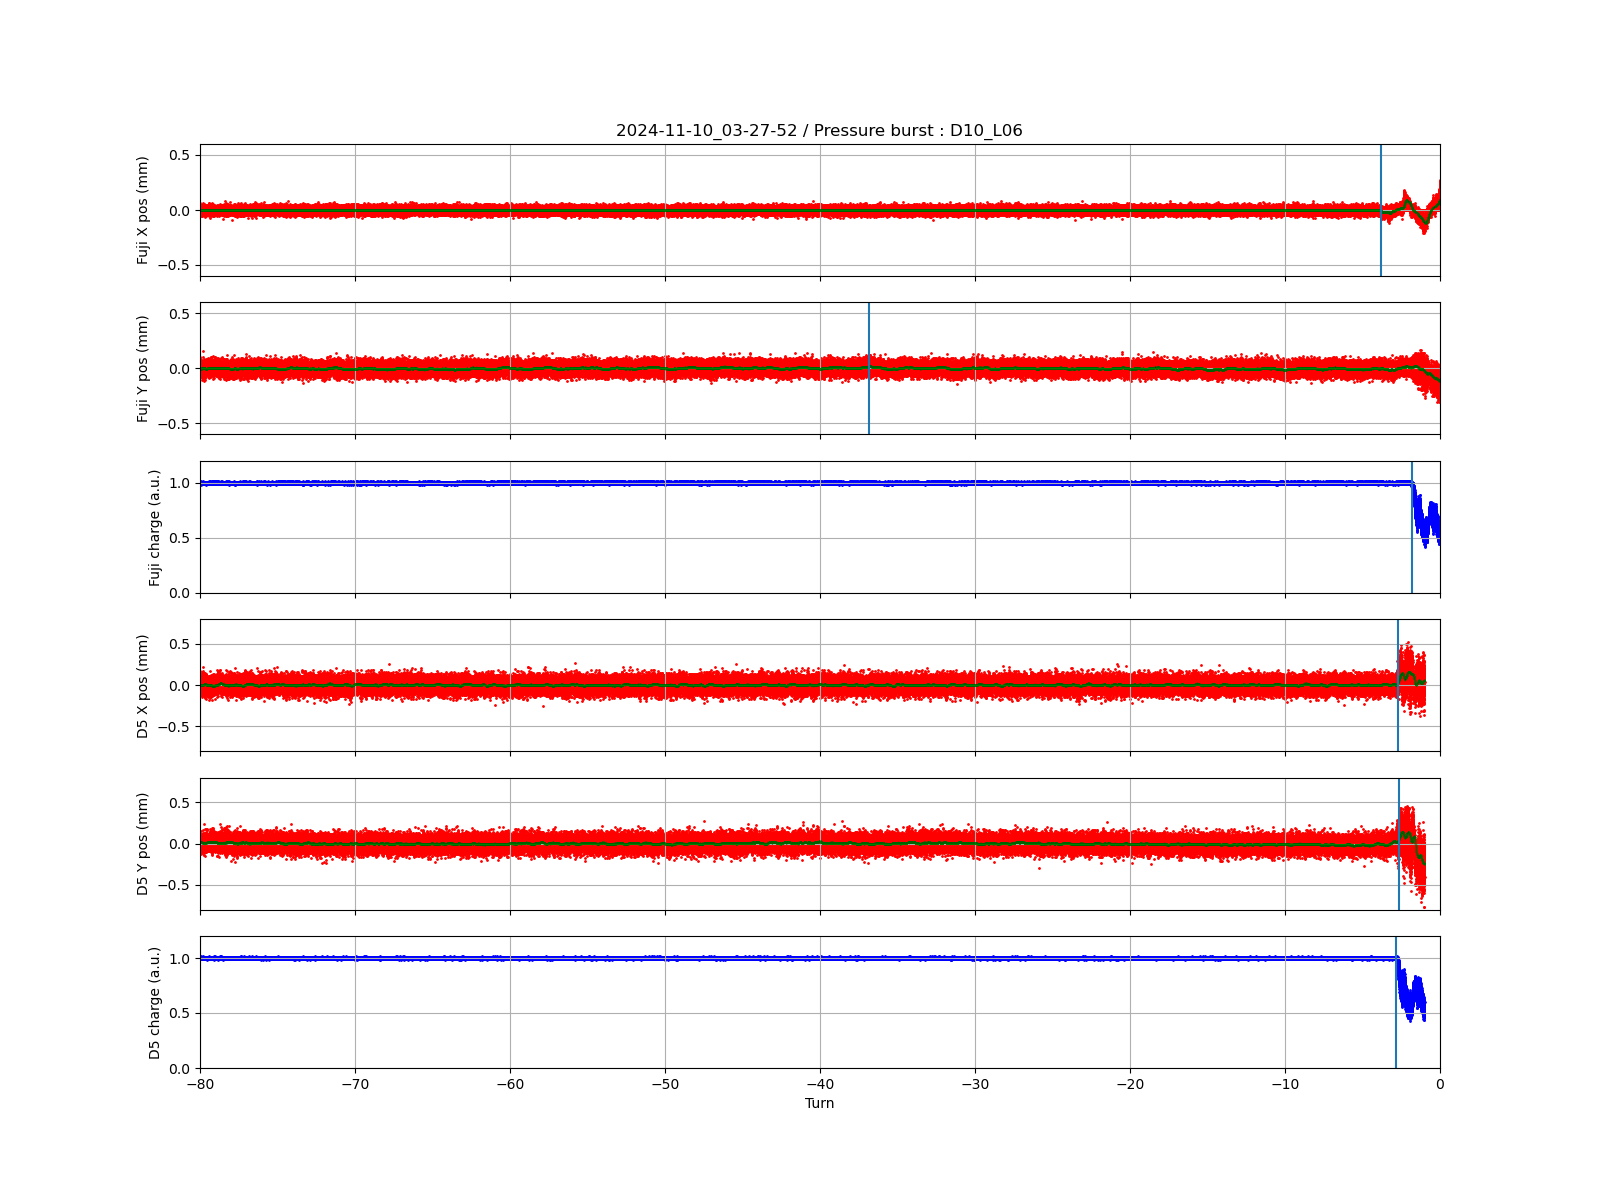 2024-11-10_03-27-52 / Pressure burst : D10_L06
Fuji X pos (mm)
0.5
0.0
−0.5
Fuji Y pos (mm)
0.5
0.0
−0.5
Fuji charge (a.u.)
1.0
0.5
0.0
D5 X pos (mm)
0.5
0.0
−0.5
D5 Y pos (mm)
0.5
0.0
−0.5
D5 charge (a.u.)
1.0
0.5
0.0
−80 −70 −60 −50 −40 −30 −20 −10 0
Turn